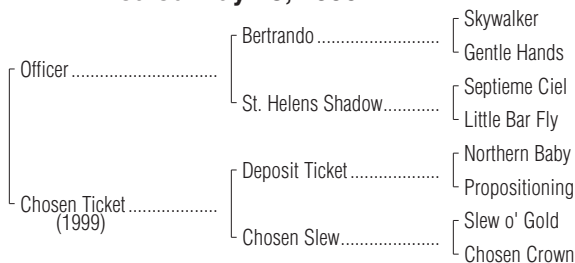 Skywalker
Bertrando
Gentle Hands
Officer
Septieme Ciel
St. Helens Shadow
Little Bar Fly
Northern Baby
Deposit Ticket
Propositioning
Chosen Ticket
(1999)
Slew o' Gold
Chosen Slew
Chosen Crown